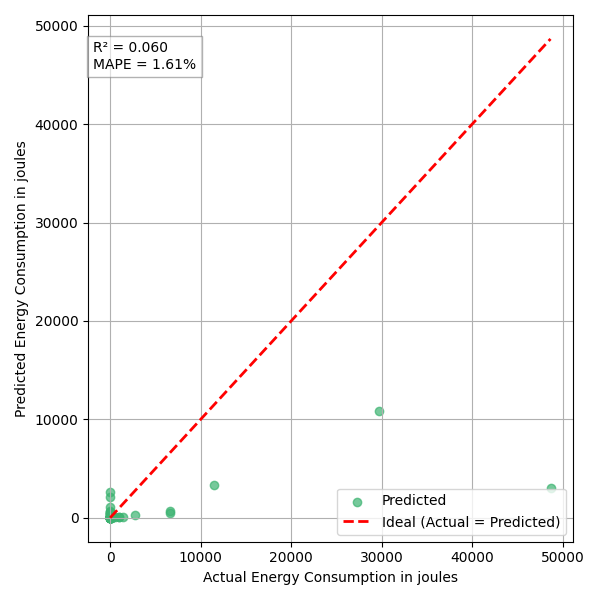 R² = 0.060
MAPE = 1.61%
50000
40000
30000
20000
10000
0
Predicted Energy Consumption in joules
Predicted
Ideal (Actual = Predicted)
0 10000 20000 30000 40000 50000
Actual Energy Consumption in joules